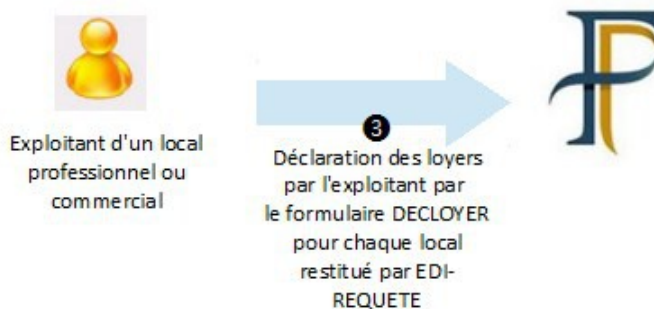 Exploitant d'un local
professionnel ou
commercial
3
Déclaration des loyers
par l'exploitant par
le formulaire DECLOYER
pour chaque local
restitué par EDI-
REQUETE